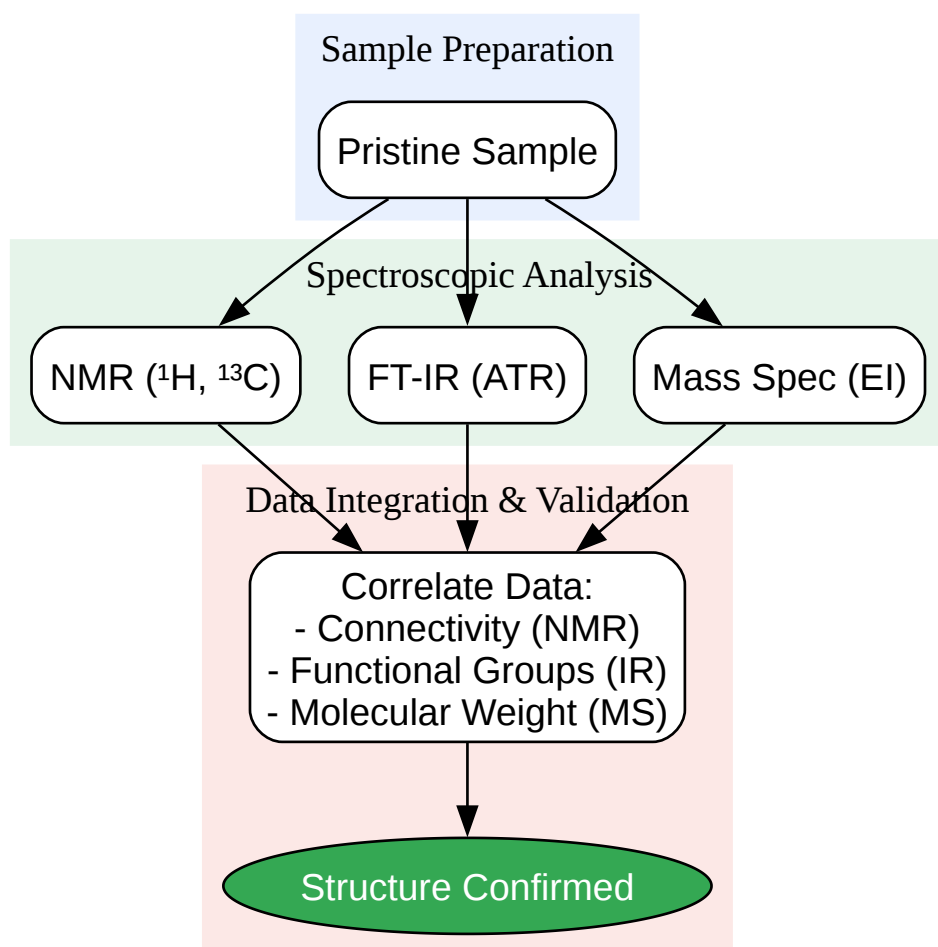 Sample Preparation
Pristine Sample
Spectroscopic Analysis
NMR (¹H, ¹³C)
FT-IR (ATR)
Mass Spec (EI)
Data Integration & Validation
Correlate Data:
- Connectivity (NMR)
- Functional Groups (IR)
- Molecular Weight (MS)
Structure Confirmed